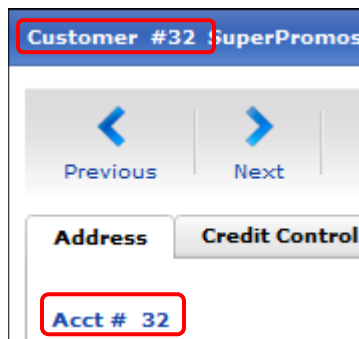 Customer #32 SuperPromos
Previous Next
Address Credit Control
Acct # 32